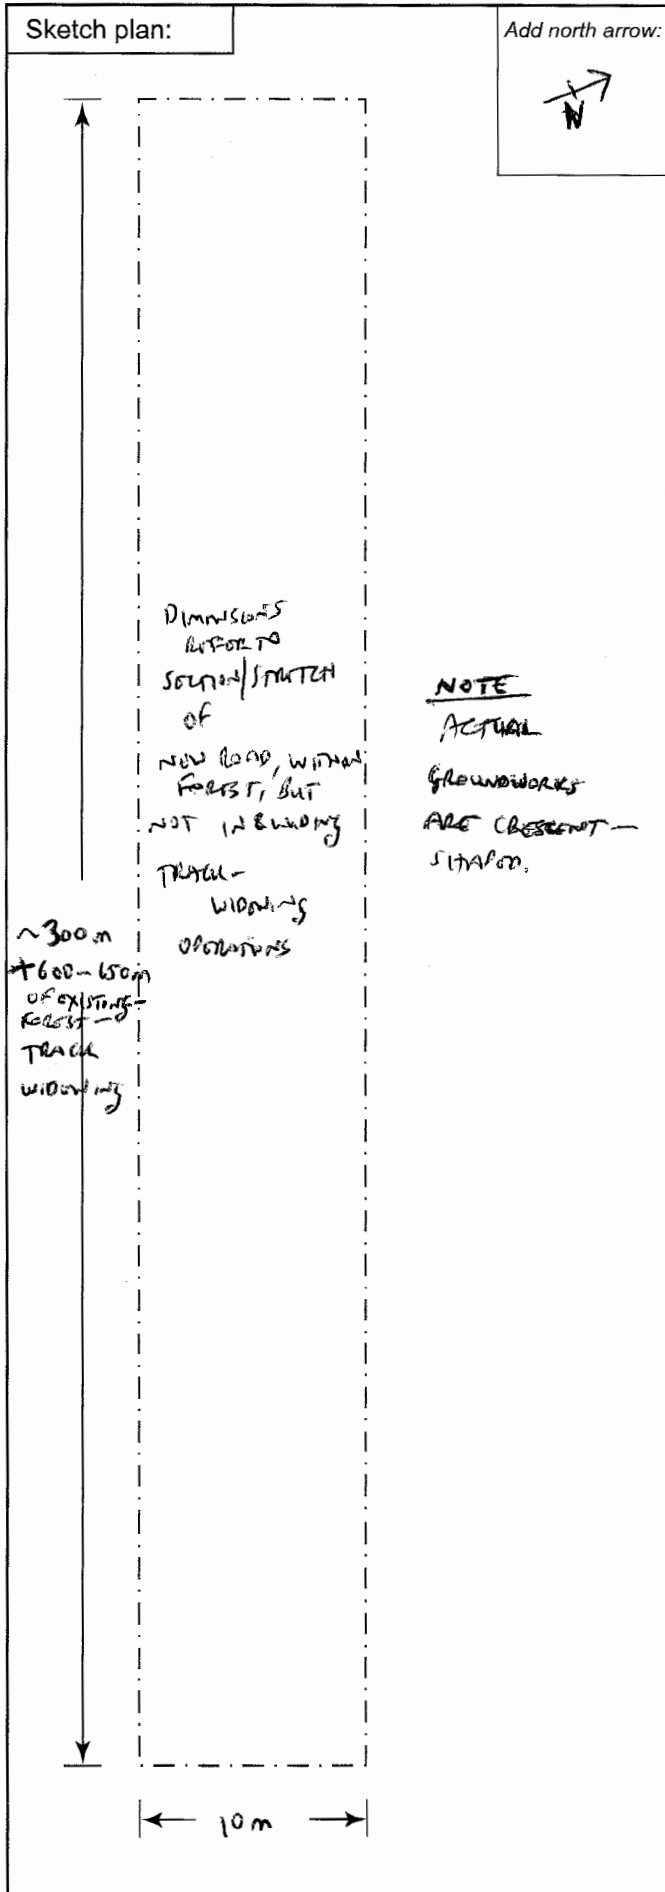 Sketch plan:
Add north arrow:
N
DIMENSIONS
REFER TO
SECTION/STRETCH
OF
NEW ROAD, WITHIN
FOREST, BUT
NOT INCLUDING
TRACK-
WIDENING
OPERATIONS
NOTE
ACTUAL
GROUNDWORKS
ARE CRESCENT-
SHAPED.
~300m
+600-650m
OF EXISTING-
FOREST-
TRACK
WIDENING
10m